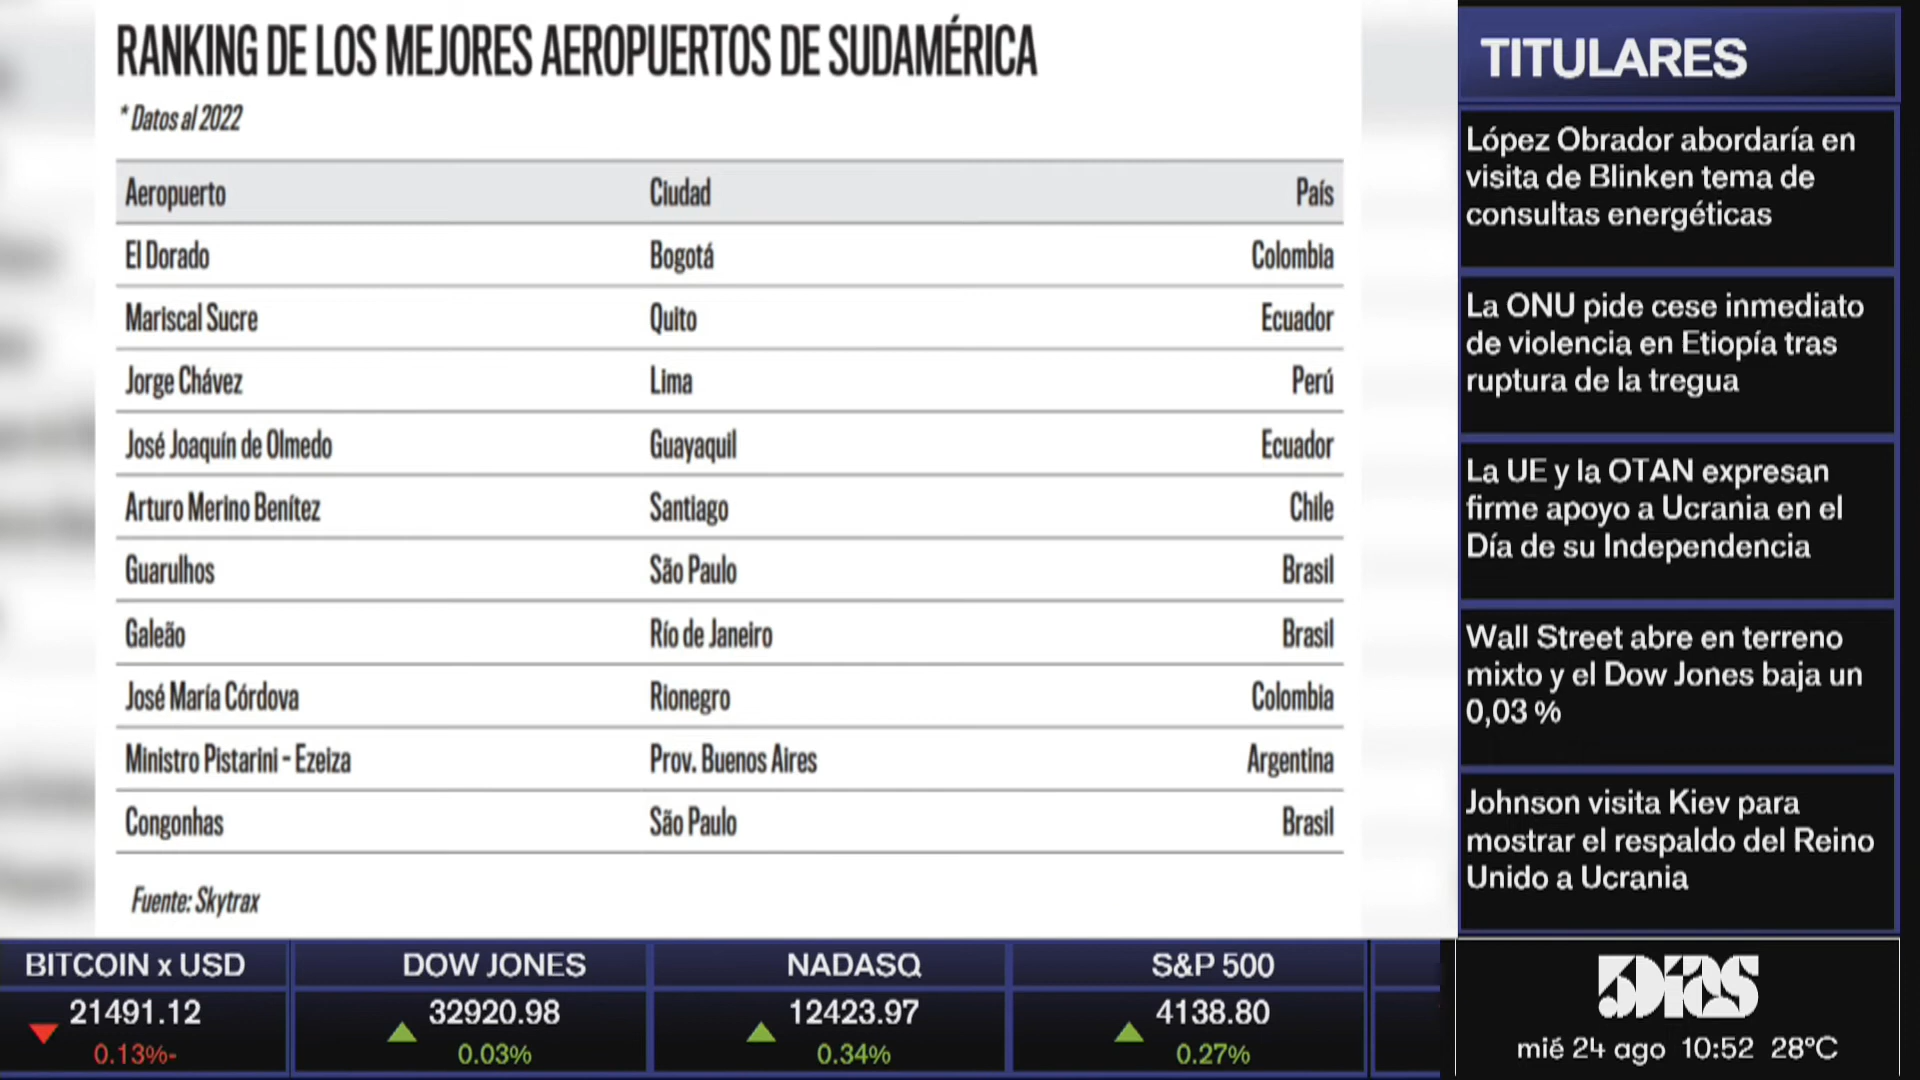 RANKING DE LOS MEJORES AEROPUERTOS DE SUDAMÉRICA
* Datos al 2022
Aeropuerto Ciudad País
El Dorado Bogotá Colombia
Mariscal Sucre Quito Ecuador
Jorge Chávez Lima Perú
José Joaquín de Olmedo Guayaquil Ecuador
Arturo Merino Benítez Santiago Chile
Guarulhos São Paulo Brasil
Galeão Río de Janeiro Brasil
José María Córdova Rionegro Colombia
Ministro Pistarini - Ezeiza Prov. Buenos Aires Argentina
Congonhas São Paulo Brasil
Fuente: Skytrax
TITULARES
López Obrador abordaría en
visita de Blinken tema de
consultas energéticas
La ONU pide cese inmediato
de violencia en Etiopía tras
ruptura de la tregua
La UE y la OTAN expresan
firme apoyo a Ucrania en el
Día de su Independencia
Wall Street abre en terreno
mixto y el Dow Jones baja un
0,03 %
Johnson visita Kiev para
mostrar el respaldo del Reino
Unido a Ucrania
BITCOIN x USD DOW JONES NADASQ S&P 500
21491.12 32920.98 12423.97 4138.80
0.13%- 0.03% 0.34% 0.27%
5DÍAS
mié 24 ago 10:52 28°C